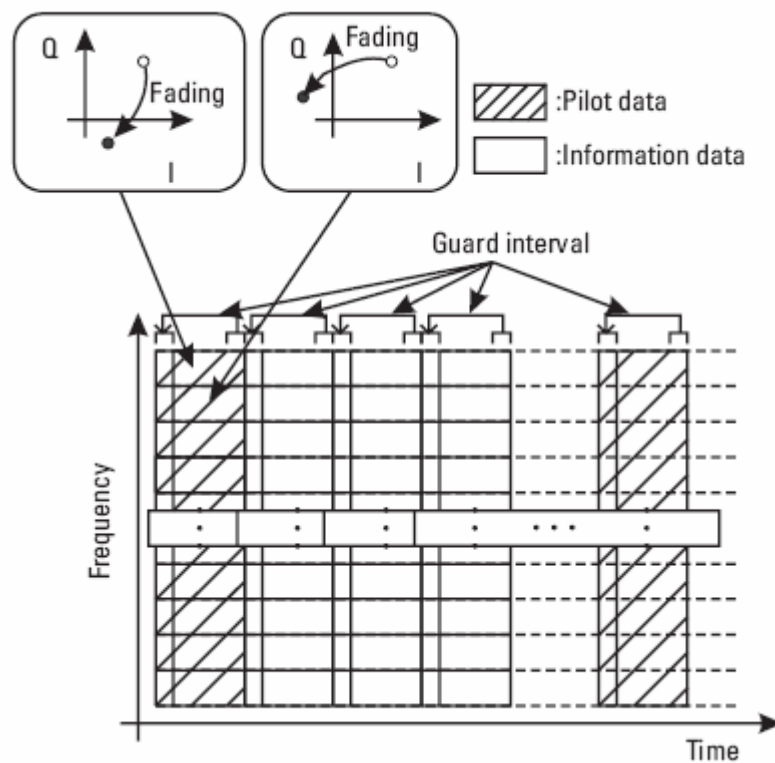 Q
Fading
I
Q
Fading
I
:Pilot data
:Information data
Guard interval
Frequency
Time